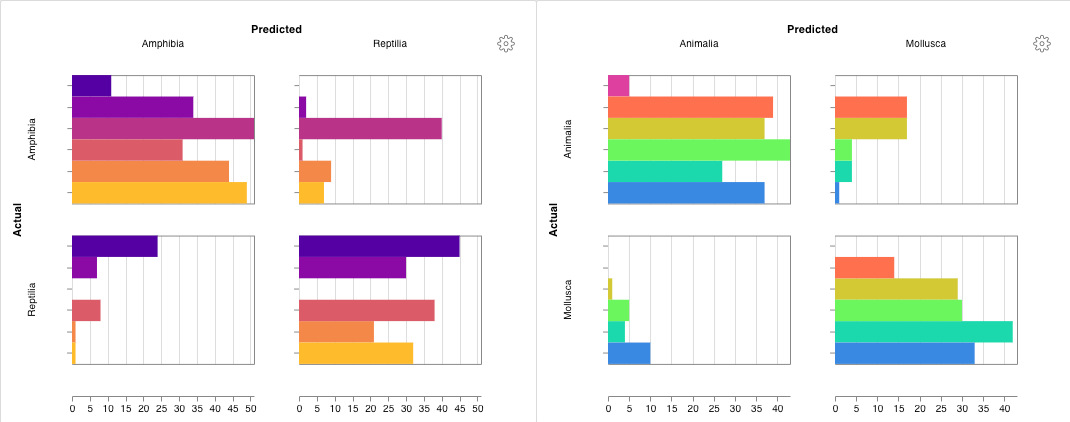 Predicted
Amphibia Reptilia
Amphibia
Actual
Reptilia
0 5 10 15 20 25 30 35 40 45 50
0 5 10 15 20 25 30 35 40 45 50
Predicted
Animalia Mollusca
Animalia
Actual
Mollusca
0 5 10 15 20 25 30 35 40
0 5 10 15 20 25 30 35 40